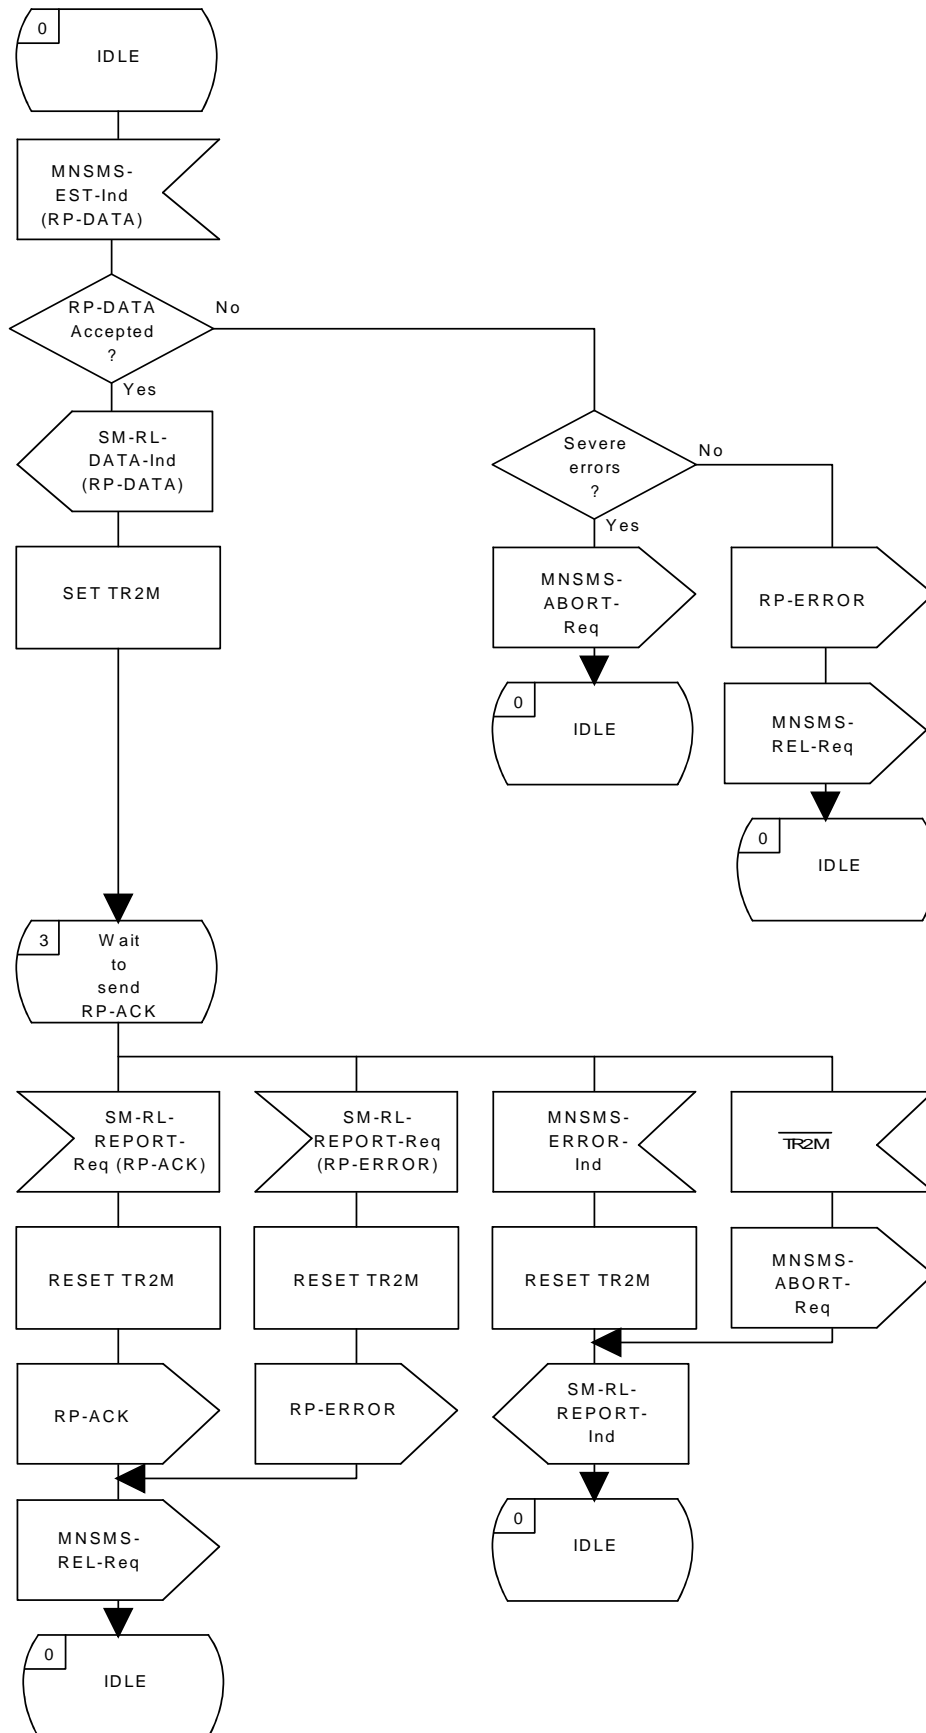 0
IDLE
MNSMS-
EST-Ind
(RP-DATA)
RP-DATA
Accepted
?
No
Yes
SM-RL-
DATA-Ind
(RP-DATA)
Severe
errors
?
No
Yes
SET TR2M
MNSMS-
ABORT-
Req
RP-ERROR
0
IDLE
MNSMS-
REL-Req
0
IDLE
3
Wait
to
send
RP-ACK
SM-RL-
REPORT-
Req (RP-ACK)
SM-RL-
REPORT-Req
(RP-ERROR)
MNSMS-
ERROR-
Ind
TR2M
RESET TR2M
RESET TR2M
RESET TR2M
MNSMS-
ABORT-
Req
RP-ACK
RP-ERROR
SM-RL-
REPORT-
Ind
MNSMS-
REL-Req
0
IDLE
0
IDLE